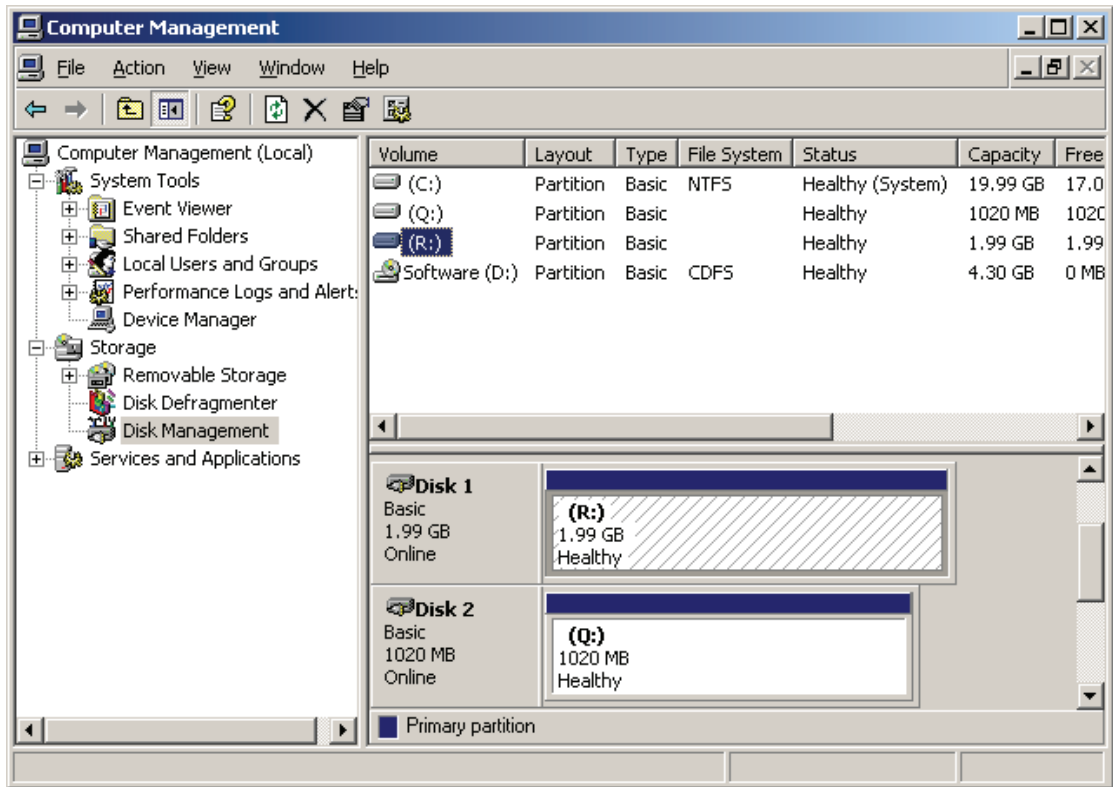 Computer Management
File Action View Window Help
Computer Management (Local)
System Tools
Event Viewer
Shared Folders
Local Users and Groups
Performance Logs and Alert
Device Manager
Storage
Removable Storage
Disk Defragmenter
Disk Management
Services and Applications
Volume Layout Type File System Status Capacity Free
(C:) Partition Basic NTFS Healthy (System) 19.99 GB 17.0
(Q:) Partition Basic Healthy 1020 MB 1020
(R:) Partition Basic Healthy 1.99 GB 1.99
Software (D:) Partition Basic CDFS Healthy 4.30 GB 0 MB
Disk 1
Basic
1.99 GB
Online
(R:)
1.99 GB
Healthy
Disk 2
Basic
1020 MB
Online
(Q:)
1020 MB
Healthy
Primary partition